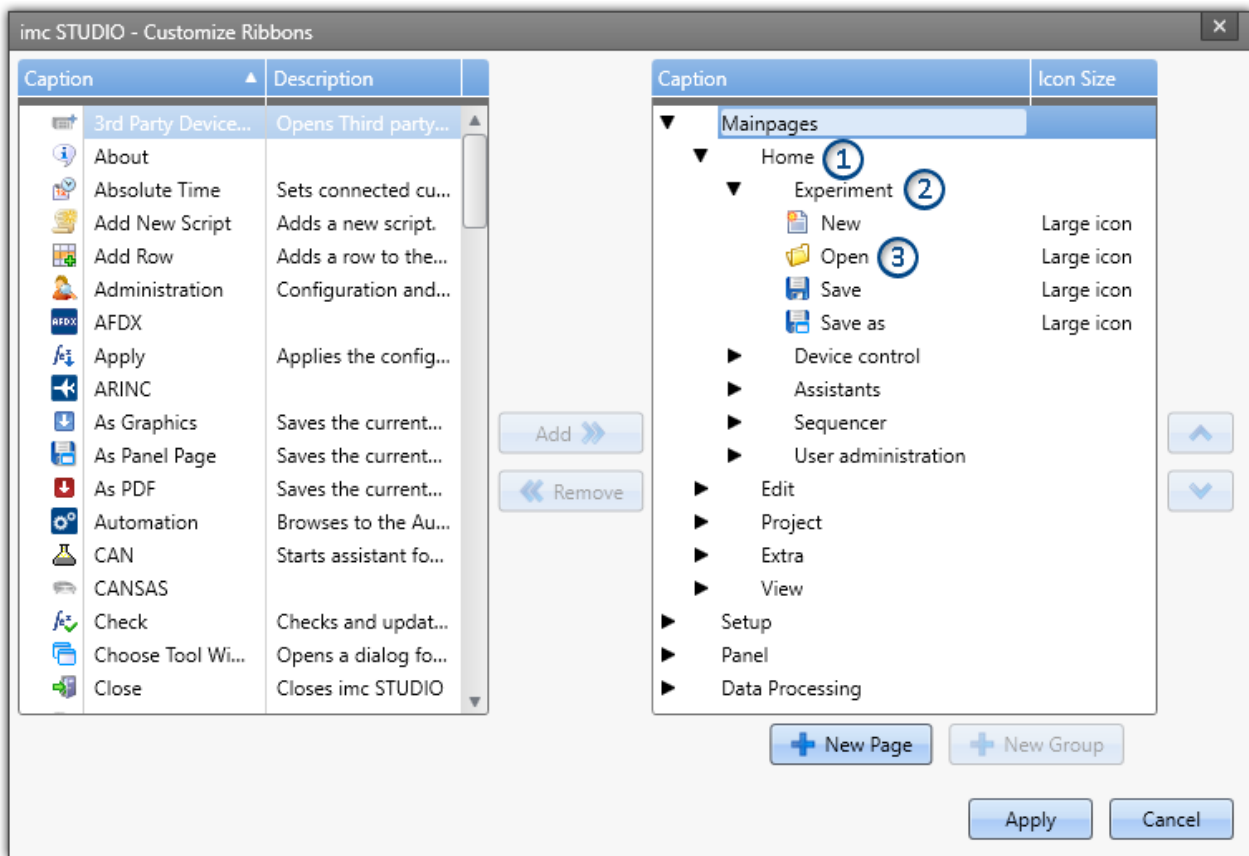 imc STUDIO - Customize Ribbons
Caption Description
3rd Party Device... Opens Third party...
About
Absolute Time Sets connected cu...
Add New Script Adds a new script.
Add Row Adds a row to the...
Administration Configuration and...
AFDX AFDX
Apply Applies the config...
ARINC
As Graphics Saves the current...
As Panel Page Saves the current...
As PDF Saves the current...
Automation Browses to the Au...
CAN Starts assistant fo...
CANSAS
Check Checks and updat...
Choose Tool Wi... Opens a dialog fo...
Close Closes imc STUDIO
Add
Remove
Caption Icon Size
Mainpages
Home 1
Experiment 2
New Large icon
Open 3 Large icon
Save Large icon
Save as Large icon
Device control
Assistants
Sequencer
User administration
Edit
Project
Extra
View
Setup
Panel
Data Processing
New Page New Group
Apply Cancel